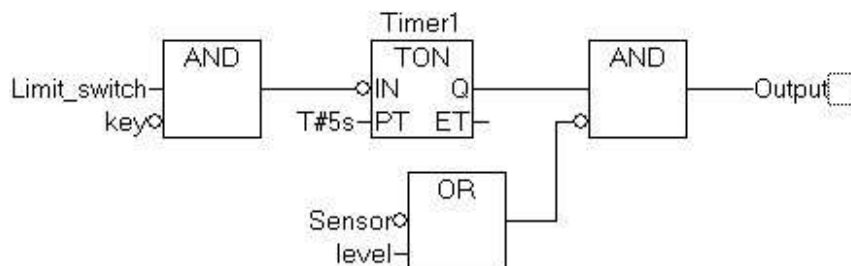 Timer1
AND
TON
AND
Limit_switch
IN
Q
Output
key
T#5s
PT
ET
OR
Sensor
level